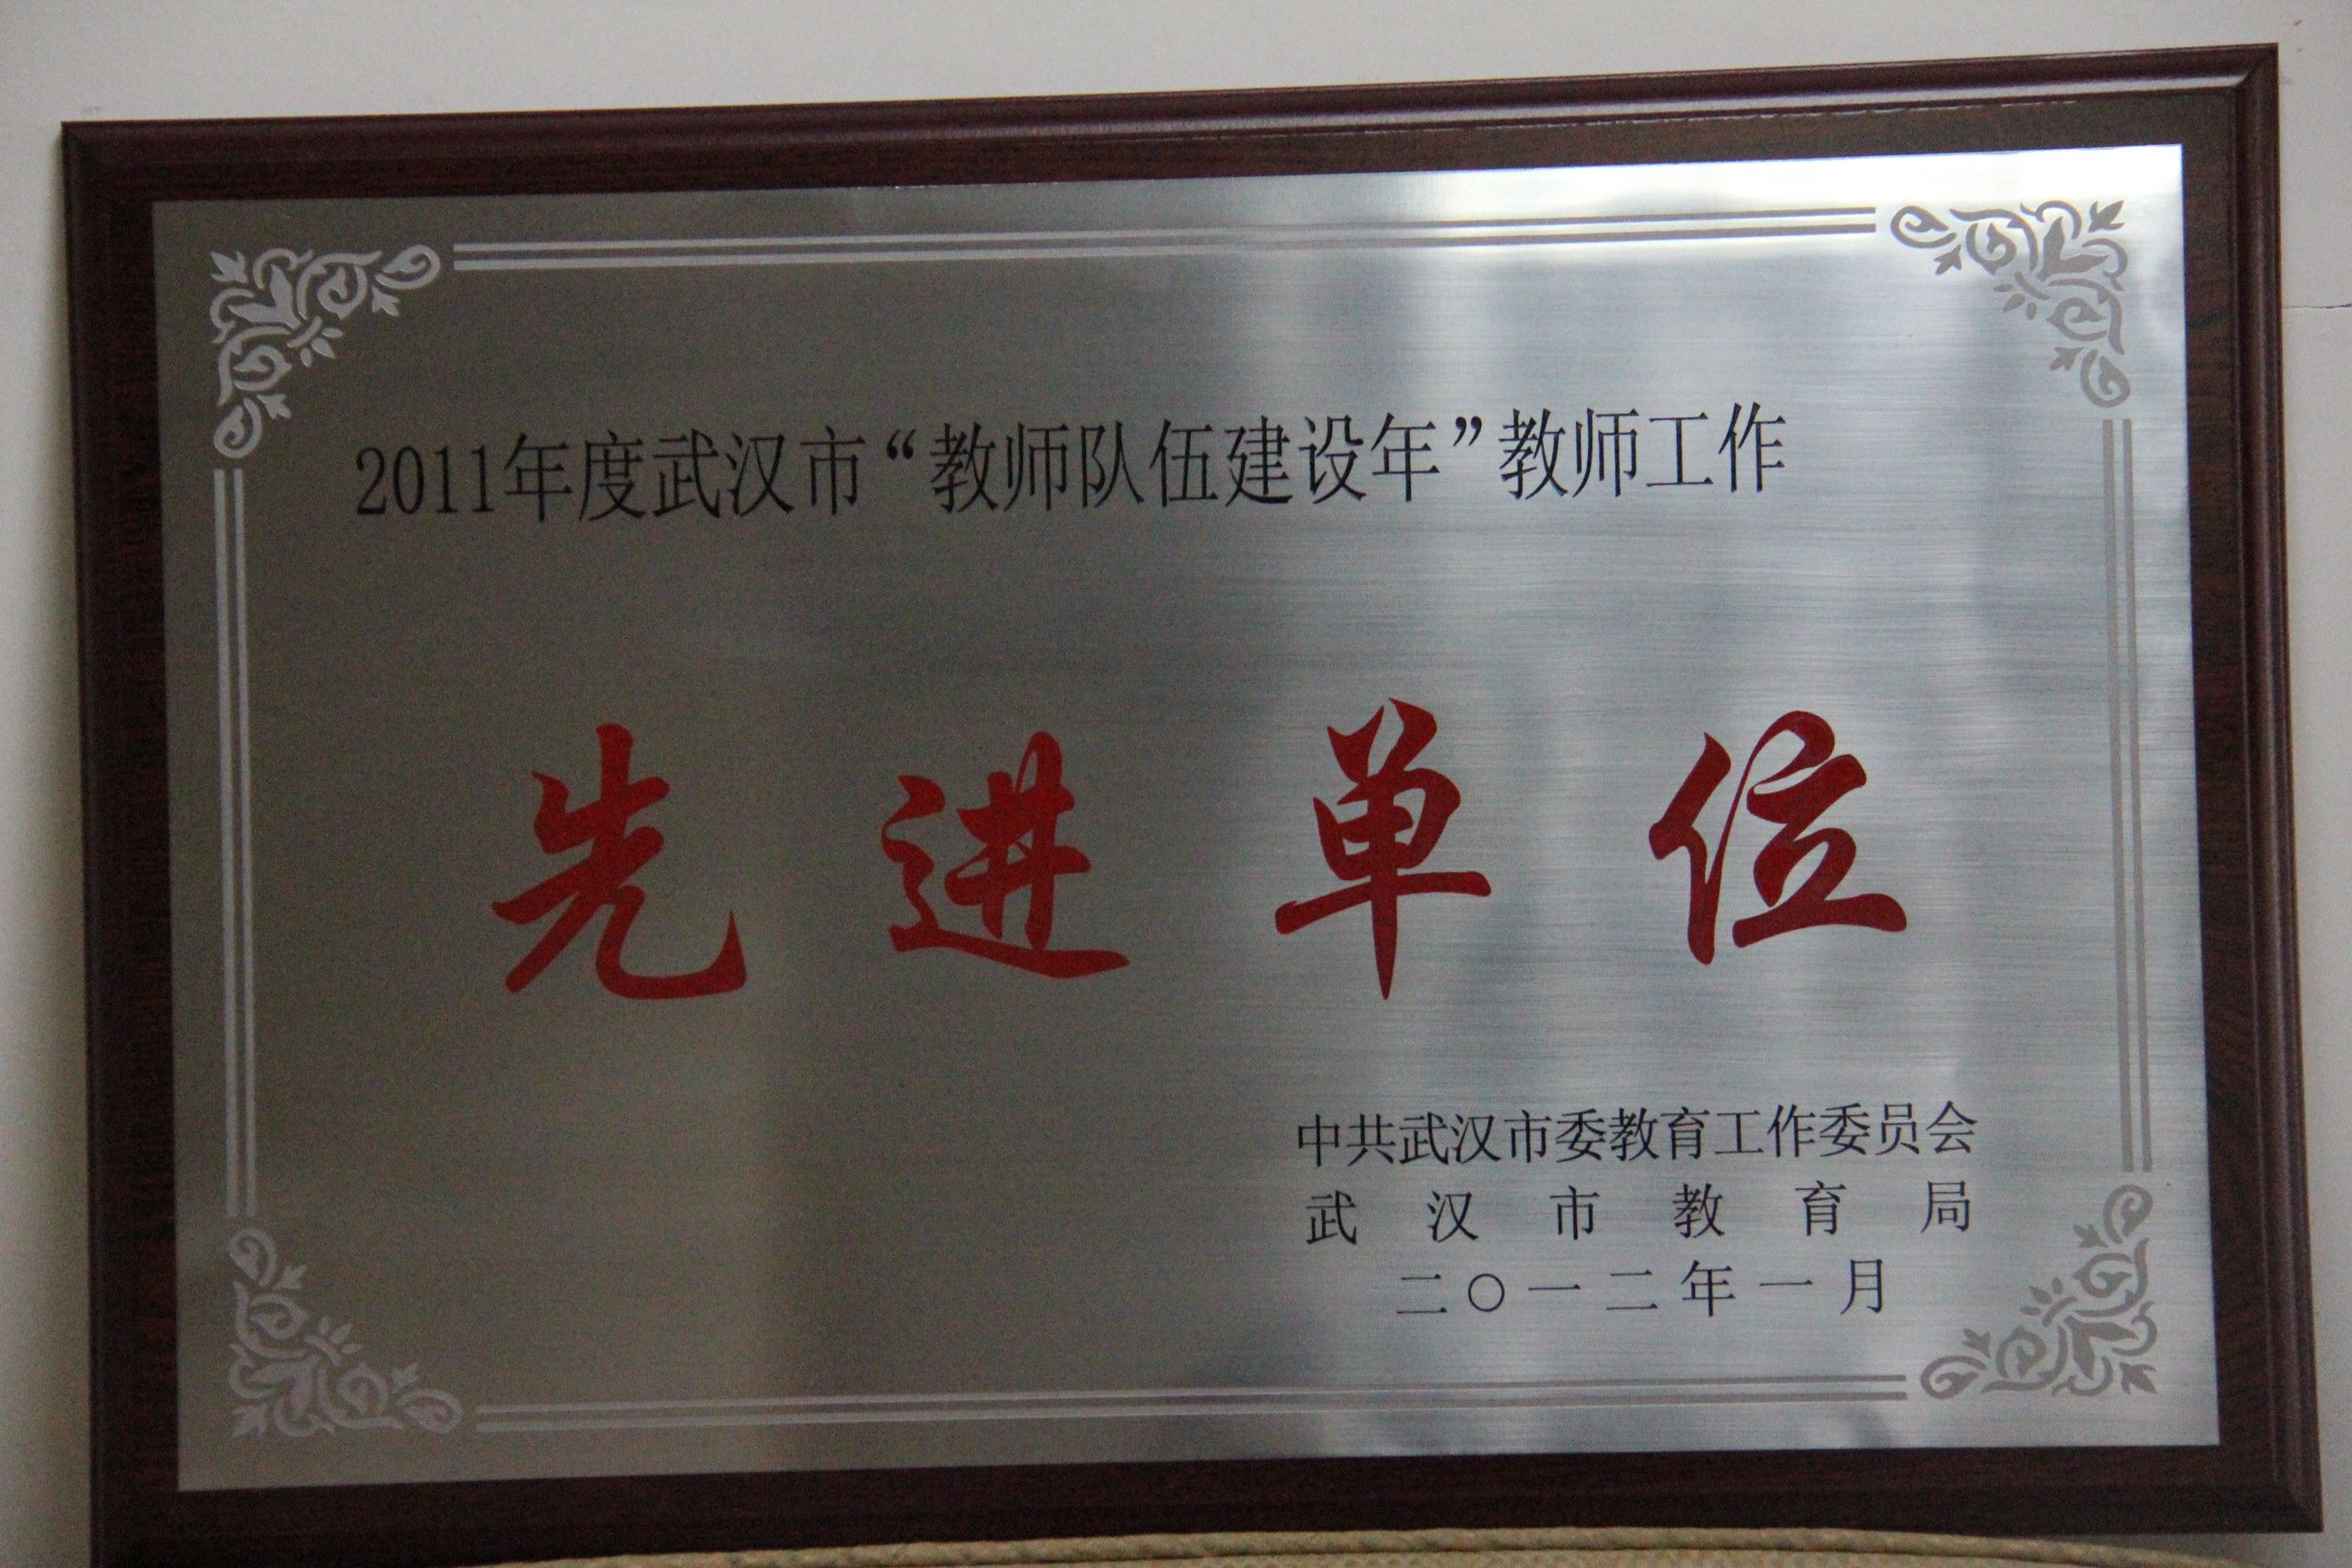 2011年度武汉市“教师队伍建设年”教师工作
先进单位
中共武汉市委教育工作委员会
武汉市教育局
二〇一二年一月